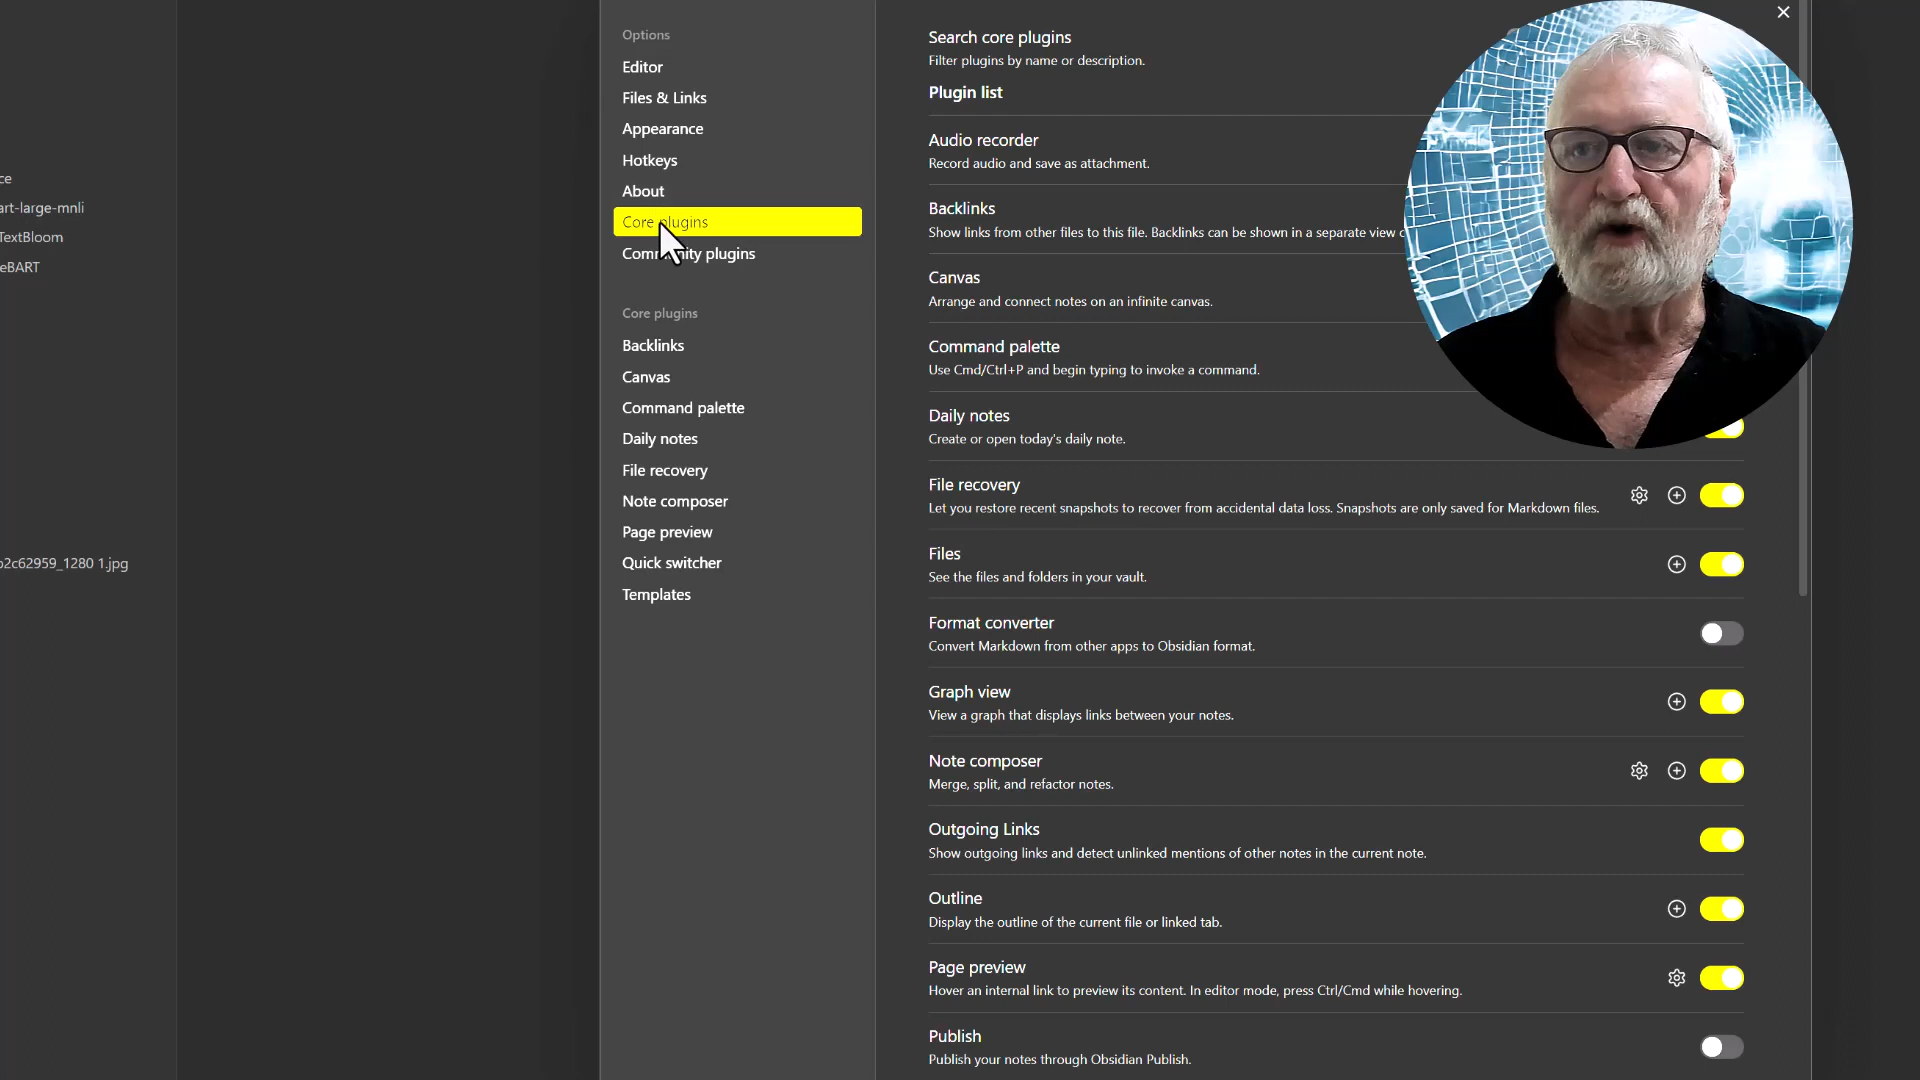 ce
art-large-mnli
TextBloom
eBART
b2c62959_1280 1.jpg
Options
Editor
Files & Links
Appearance
Hotkeys
About
Core plugins
Community plugins
Core plugins
Backlinks
Canvas
Command palette
Daily notes
File recovery
Note composer
Page preview
Quick switcher
Templates
Search core plugins
Filter plugins by name or description.
Plugin list
Audio recorder
Record audio and save as attachment.
Backlinks
Show links from other files to this file. Backlinks can be shown in a separate view
Canvas
Arrange and connect notes on an infinite canvas.
Command palette
Use Cmd/Ctrl+P and begin typing to invoke a command.
Daily notes
Create or open today's daily note.
File recovery
Let you restore recent snapshots to recover from accidental data loss. Snapshots are only saved for Markdown files.
Files
See the files and folders in your vault.
Format converter
Convert Markdown from other apps to Obsidian format.
Graph view
View a graph that displays links between your notes.
Note composer
Merge, split, and refactor notes.
Outgoing Links
Show outgoing links and detect unlinked mentions of other notes in the current note.
Outline
Display the outline of the current file or linked tab.
Page preview
Hover an internal link to preview its content. In editor mode, press Ctrl/Cmd while hovering.
Publish
Publish your notes through Obsidian Publish.